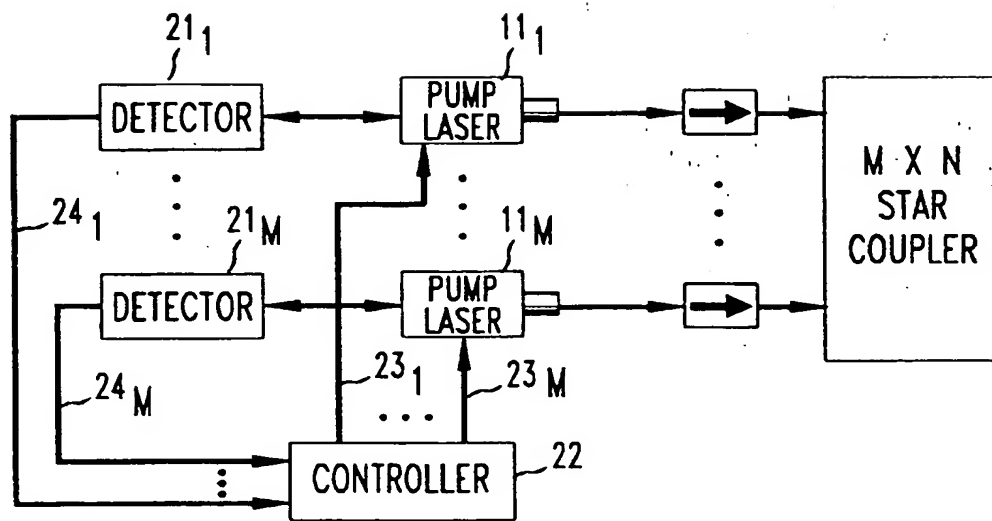 21 1
11 1
DETECTOR
PUMP
LASER
M X N
STAR
COUPLER
24 1
21 M
11 M
DETECTOR
PUMP
LASER
24 M
23 1
23 M
CONTROLLER
22